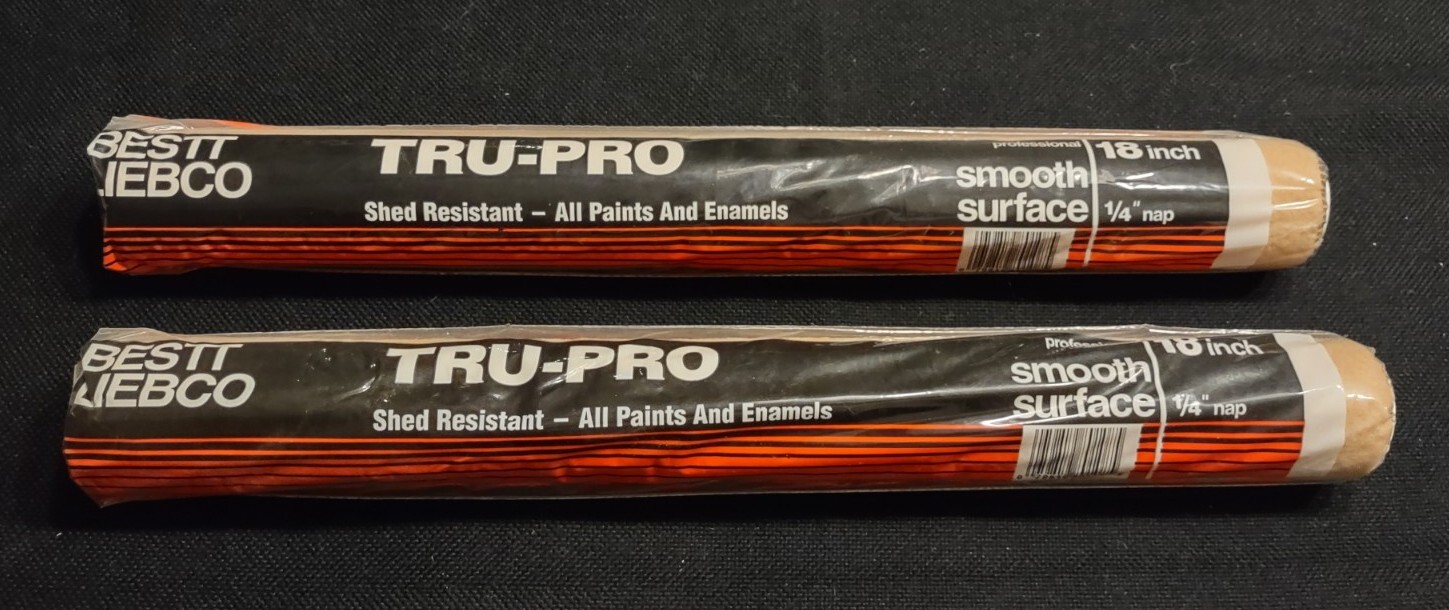 BESTT
LIEBCO
TRU-PRO
Shed Resistant – All Paints And Enamels
professional
smooth
surface
18 inch
1/4" nap
BESTT
LIEBCO
TRU-PRO
Shed Resistant – All Paints And Enamels
smooth
surface
18 inch
1/4" nap